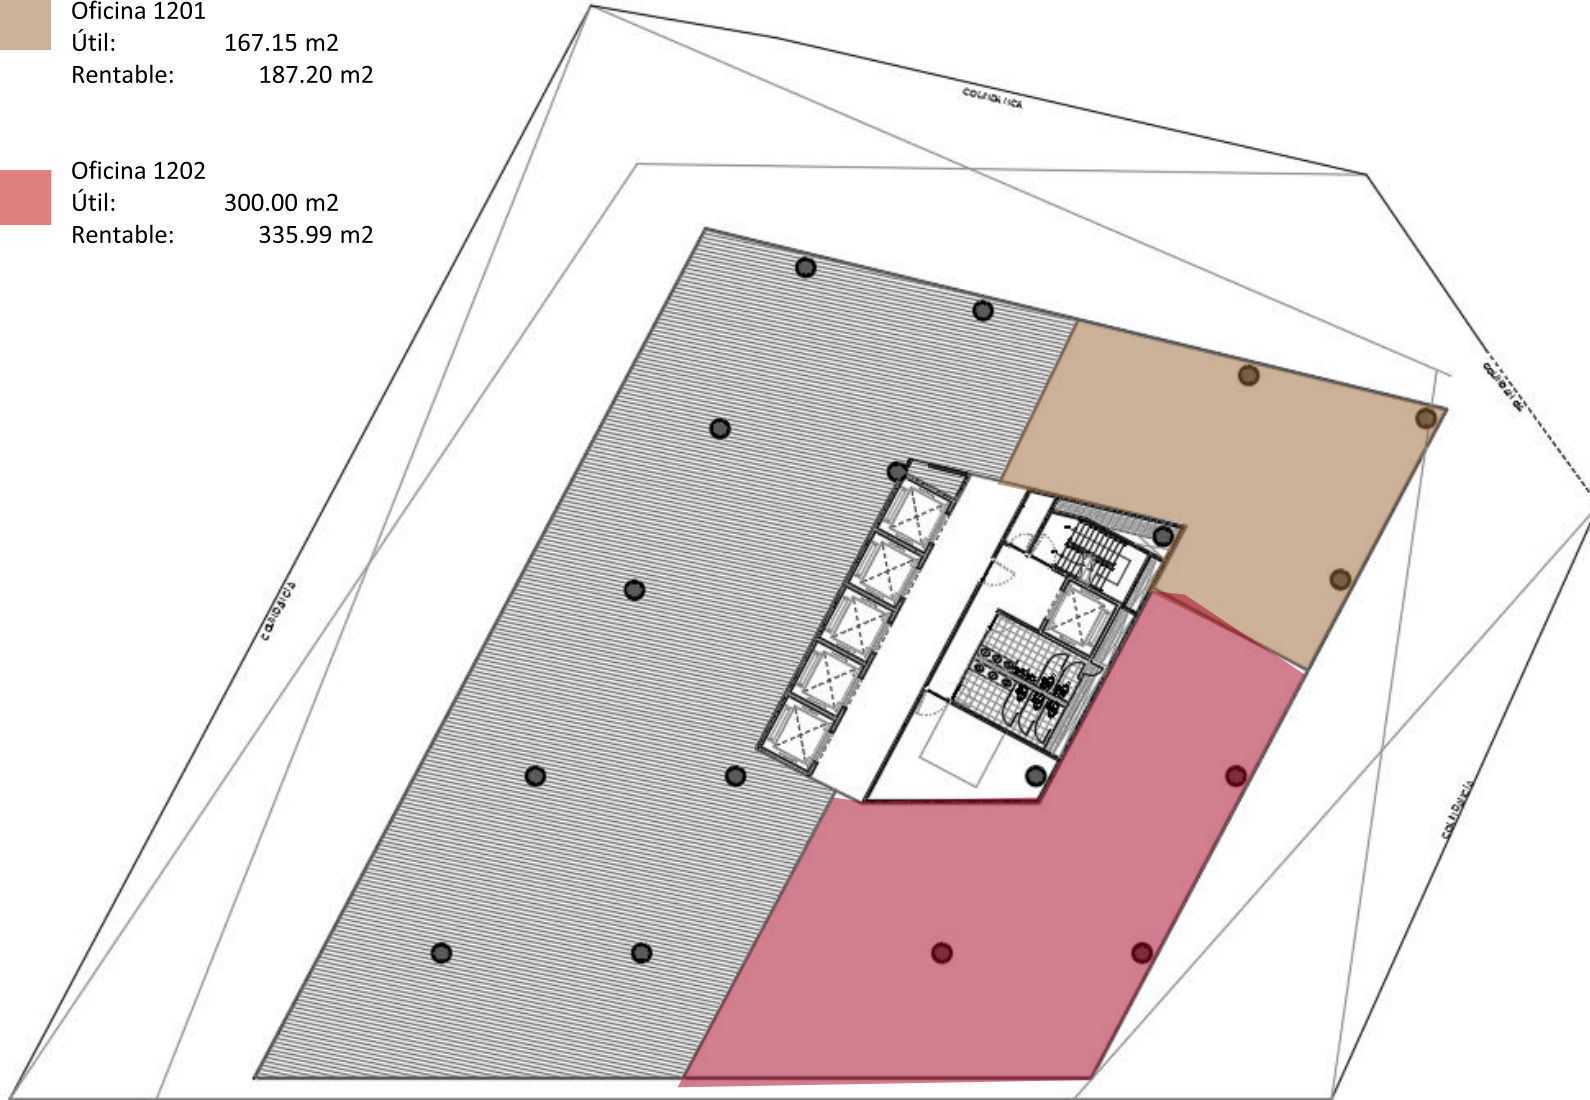 Oficina 1201
Útil: 167.15 m2
Rentable: 187.20 m2
Oficina 1202
Útil: 300.00 m2
Rentable: 335.99 m2